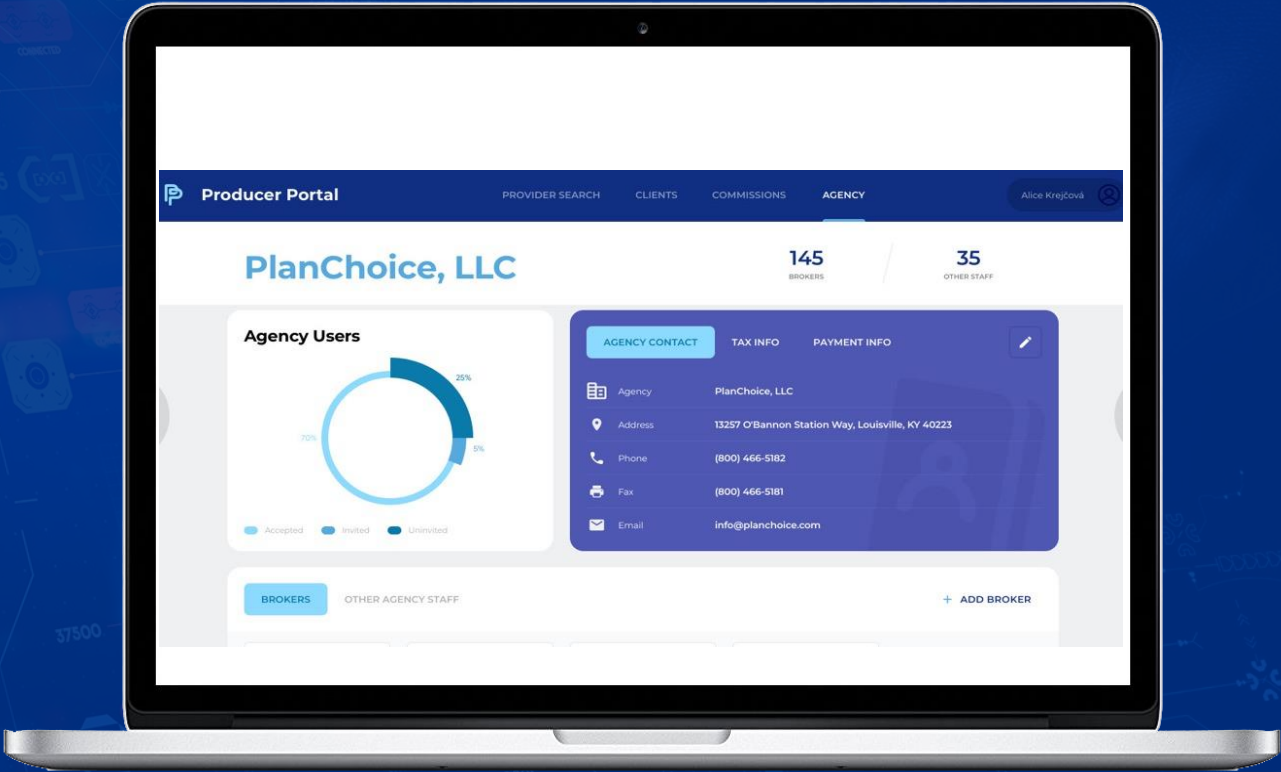 CONNECTED
Producer Portal
PROVIDER SEARCH CLIENTS COMMISSIONS AGENCY Alice Krejčová
PlanChoice, LLC
145
BROKERS
35
OTHER STAFF
Agency Users
25%
70%
5%
Accepted Invited Uninvited
AGENCY CONTACT TAX INFO PAYMENT INFO
Agency PlanChoice, LLC
Address 13257 O'Bannon Station Way, Louisville, KY 40223
Phone (800) 466-5182
Fax (800) 466-5181
Email info@planchoice.com
BROKERS OTHER AGENCY STAFF + ADD BROKER
37500